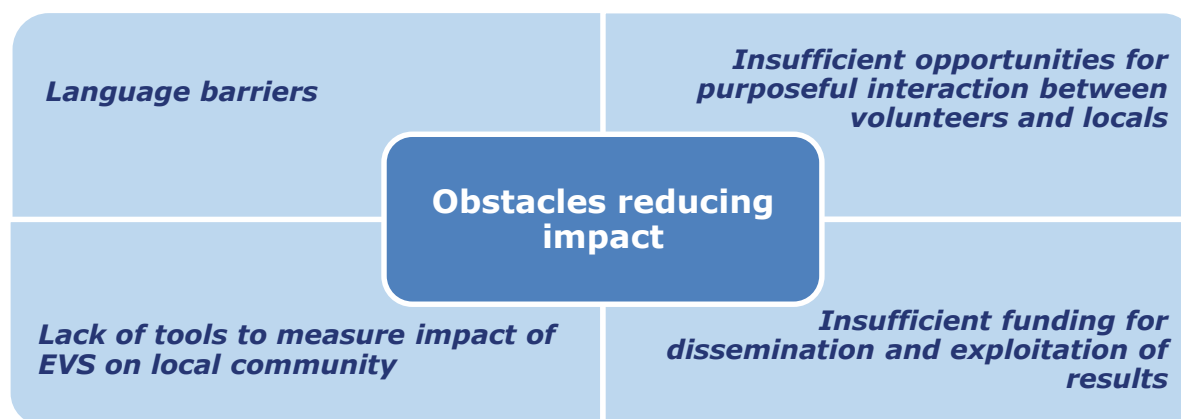 Language barriers
Insufficient opportunities for
purposeful interaction between
volunteers and locals
Obstacles reducing
impact
Lack of tools to measure impact of
EVS on local community
Insufficient funding for
dissemination and exploitation of
results